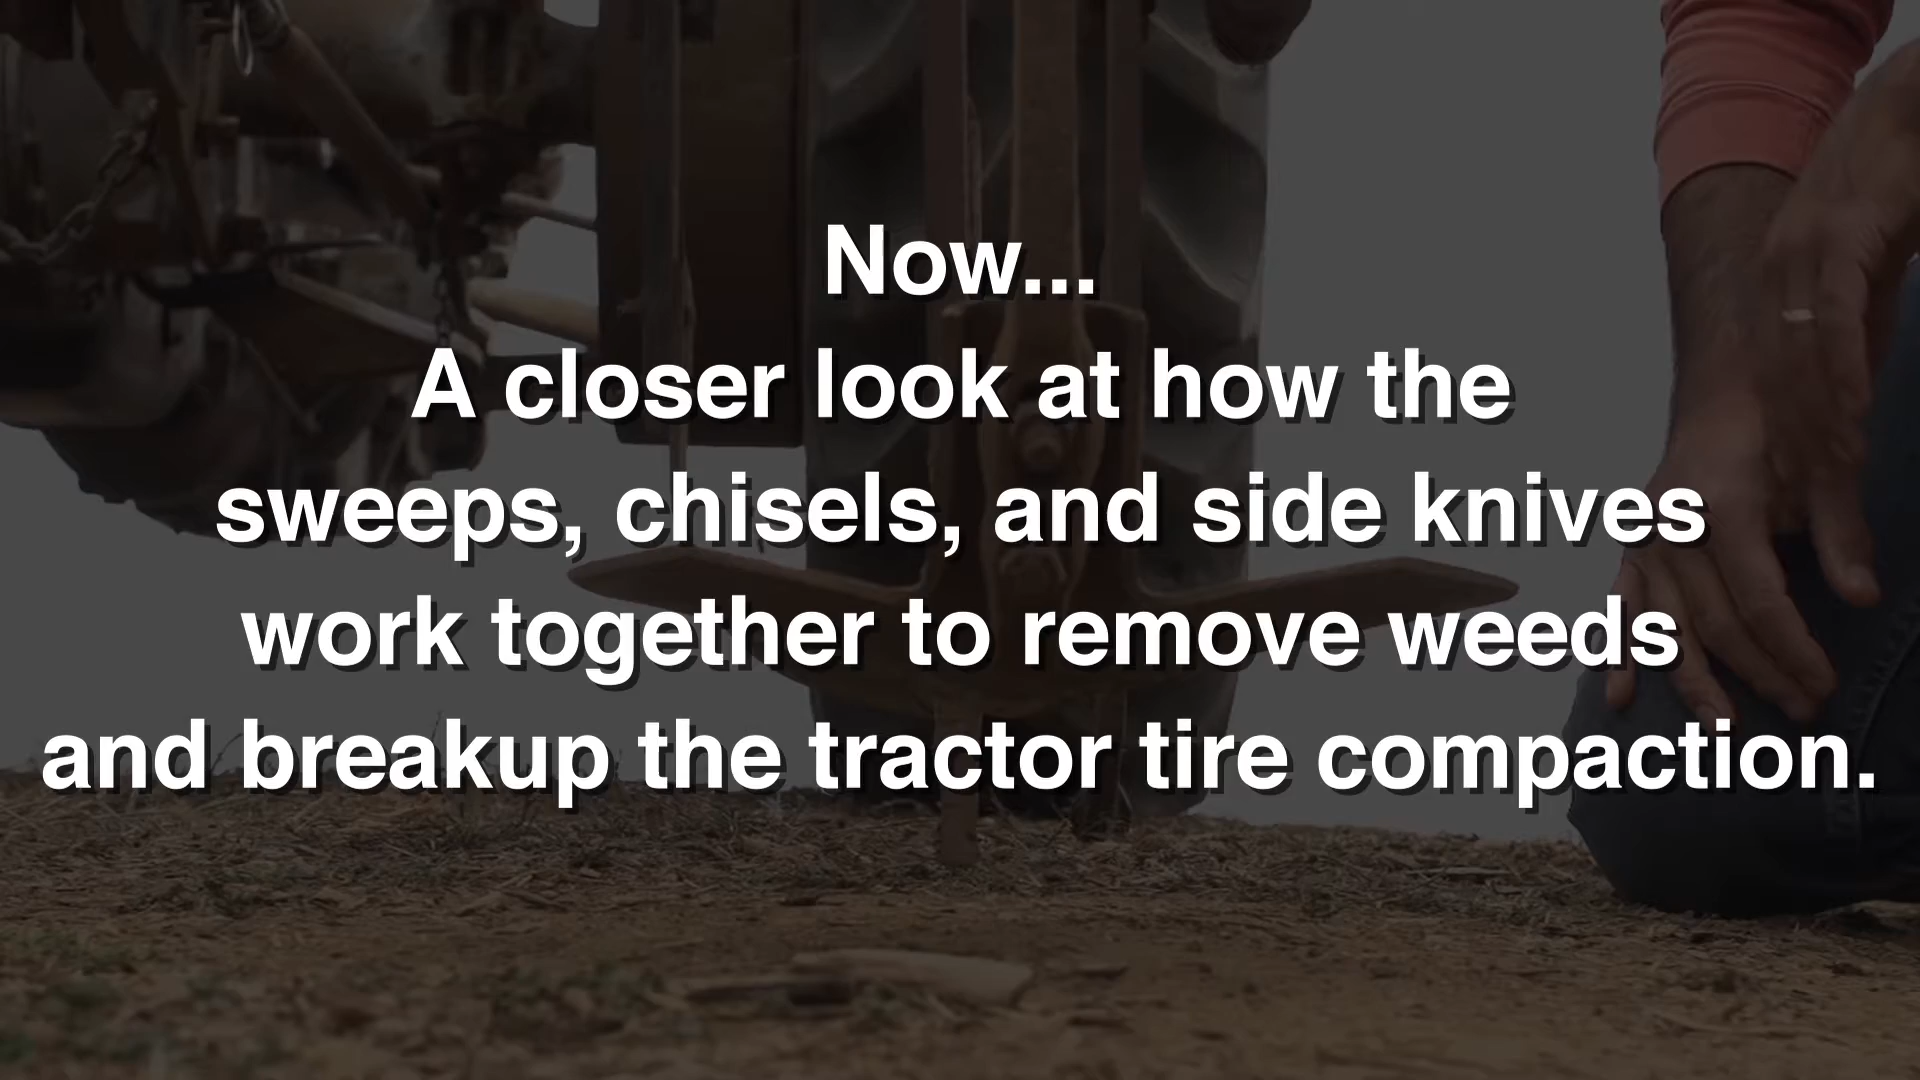 Now...
A closer look at how the
sweeps, chisels, and side knives
work together to remove weeds
and breakup the tractor tire compaction.